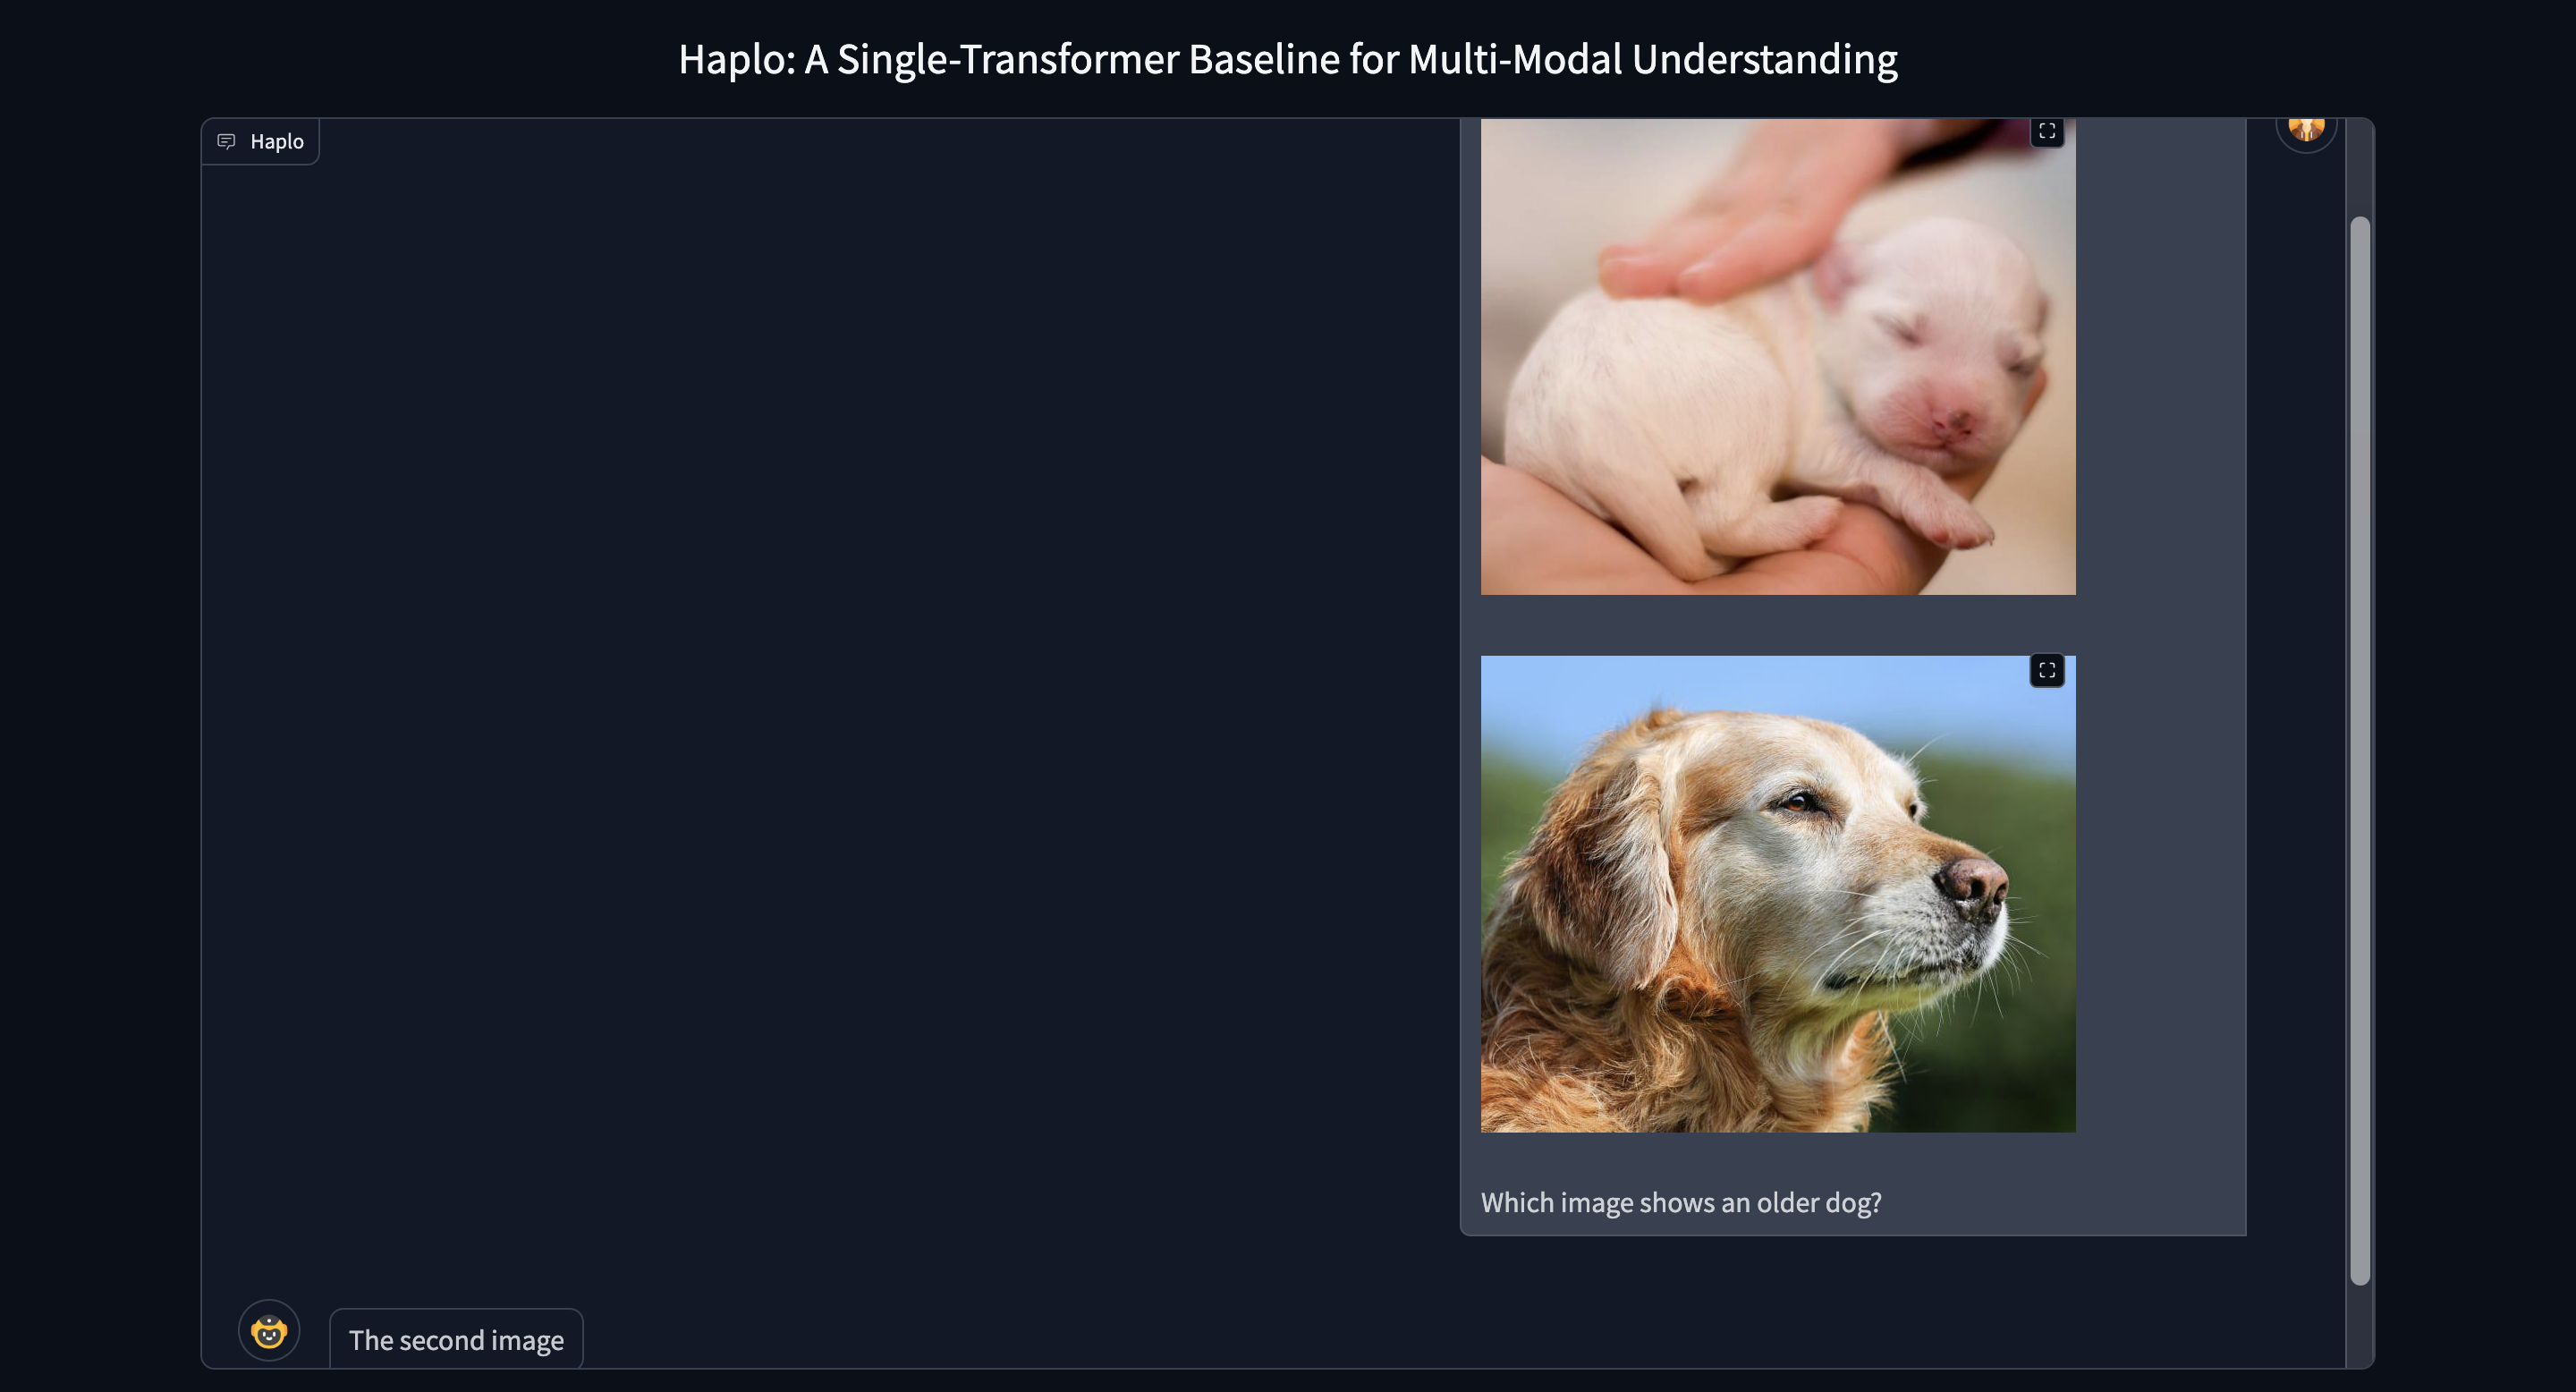 Haplo: A Single-Transformer Baseline for Multi-Modal Understanding
Haplo
Which image shows an older dog?
The second image